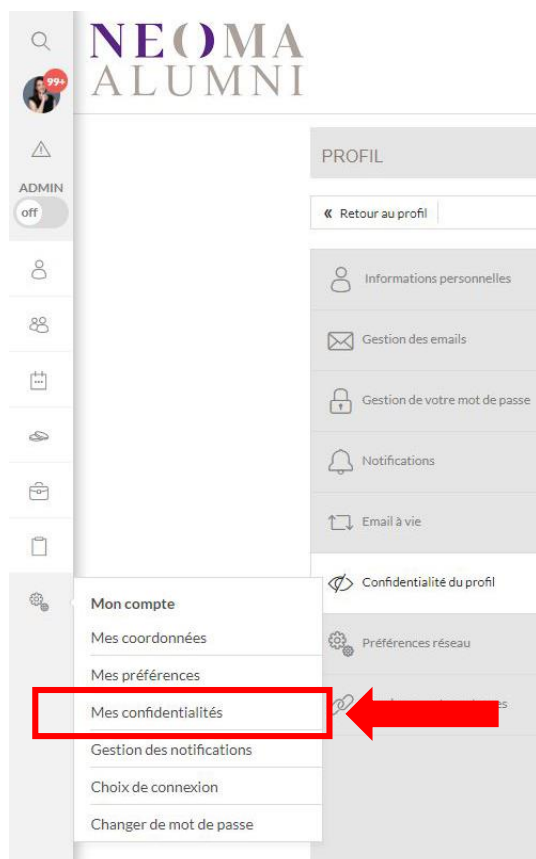 NEOMA
ALUMNI
99+
ADMIN
off
PROFIL
« Retour au profil
Informations personnelles
Gestion des emails
Gestion de votre mot de passe
Notifications
Email à vie
Confidentialité du profil
Préférences réseau
es
Mon compte
Mes coordonnées
Mes préférences
Mes confidentialités
Gestion des notifications
Choix de connexion
Changer de mot de passe